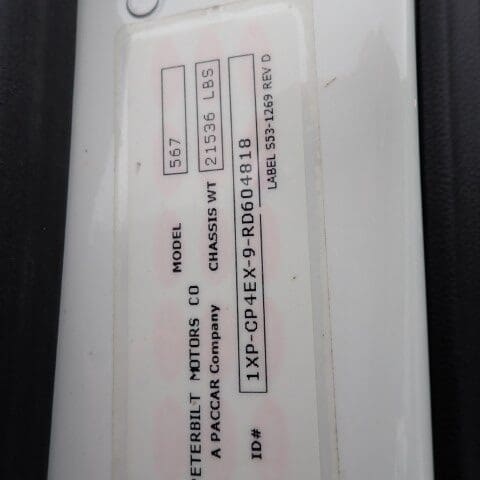 PETERBILT MOTORS CO
A PACCAR Company
MODEL 567
CHASSIS WT 21536 LBS
ID# 1XP-CP4EX-9-RD604818
LABEL S53-1269 REV D